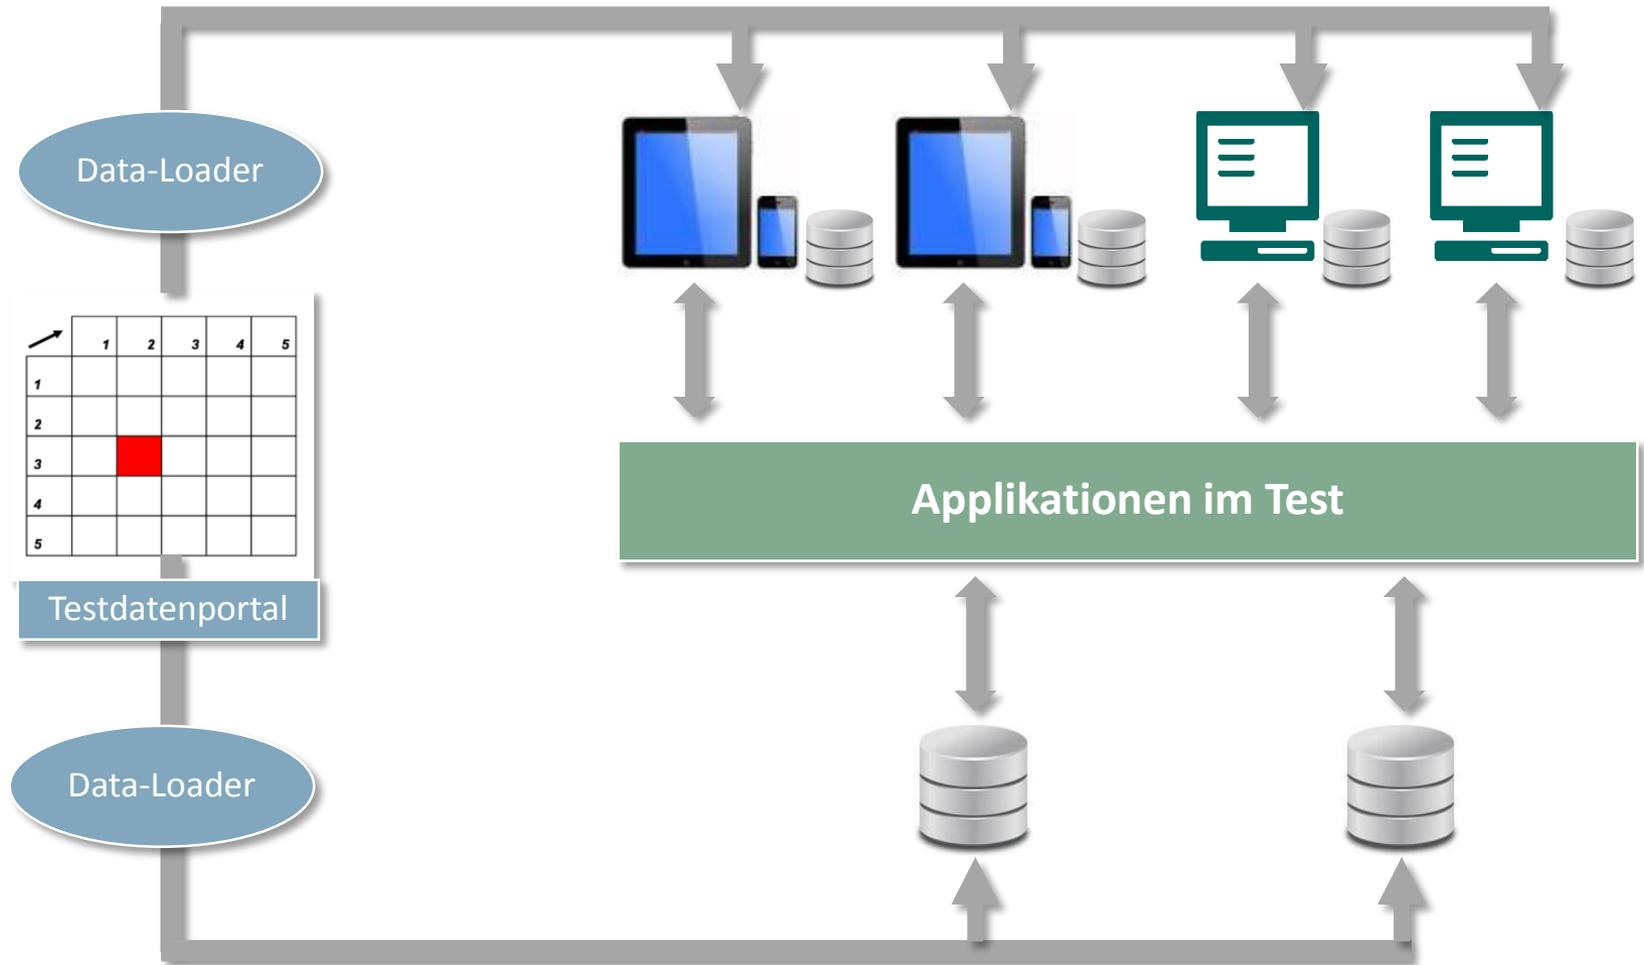 Data-Loader
1 2 3 4 5
1
2
3
4
5
Testdatenportal
Data-Loader
Applikationen im Test